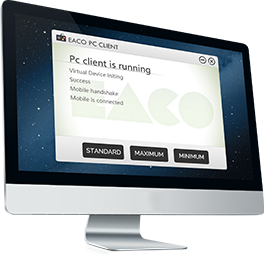 EACO PC CLIENT
Pc client is running
Virtual Device Initing
Success
Mobile handshake
Mobile Is connected
EACO
STANDARD
MAXIMUM
MINIMUM